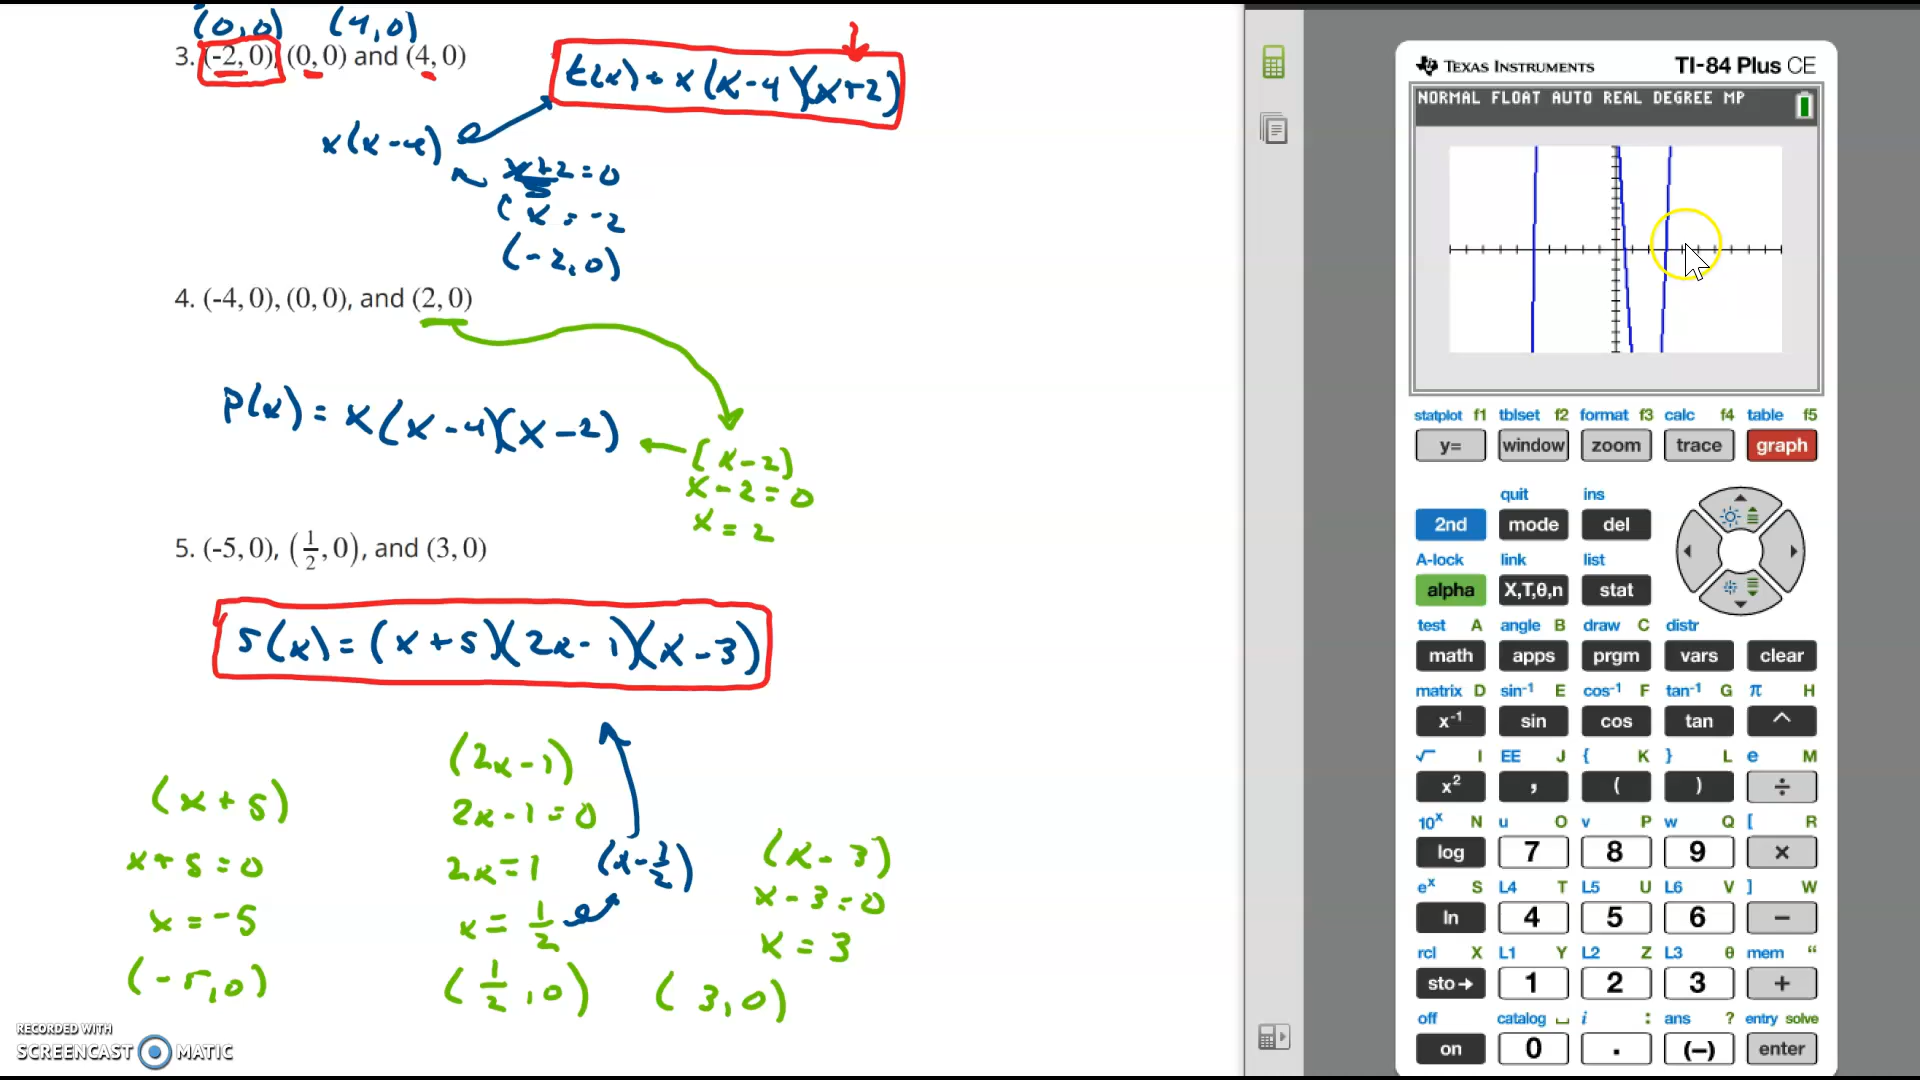 (0,0) (4,0)
3. (-2, 0), (0, 0) and (4, 0)
t(x) = x(x-4)(x+2)
x(x-4)
x+2=0
x = -2
(-2,0)
4. (-4, 0), (0, 0), and (2, 0)
P(x) = x(x-4)(x-2)
(x-2)
x-2=0
x=2
5. (-5, 0), (1/2, 0), and (3, 0)
s(x)=(x+5)(2x-1)(x-3)
(x+5)
x+5=0
x=-5
(-5,0)
(2x-1)
2x-1=0
2x=1
x=1/2
(1/2,0)
(x-1/2)
(x-3)
x-3=0
x=3
(3,0)
RECORDED WITH
SCREENCAST MATIC
TEXAS INSTRUMENTS TI-84 Plus CE
NORMAL FLOAT AUTO REAL DEGREE MP
statplot f1 tblset f2 format f3 calc f4 table f5
y= window zoom trace graph
quit ins
2nd mode del
A-lock link list
alpha X,T,θ,n stat
test A angle B draw C distr
math apps prgm vars clear
matrix D sin⁻¹ E cos⁻¹ F tan⁻¹ G π H
x⁻¹ sin cos tan ^
√ I EE J { K } L e M
x² , ( ) ÷
10ˣ N u O v P w Q [ R
log 7 8 9 ×
eˣ S L4 T L5 U L6 V ] W
ln 4 5 6 −
rcl X L1 Y L2 Z L3 θ mem “
sto→ 1 2 3 +
off catalog ⎵ i : ans ? entry solve
on 0 . (−) enter